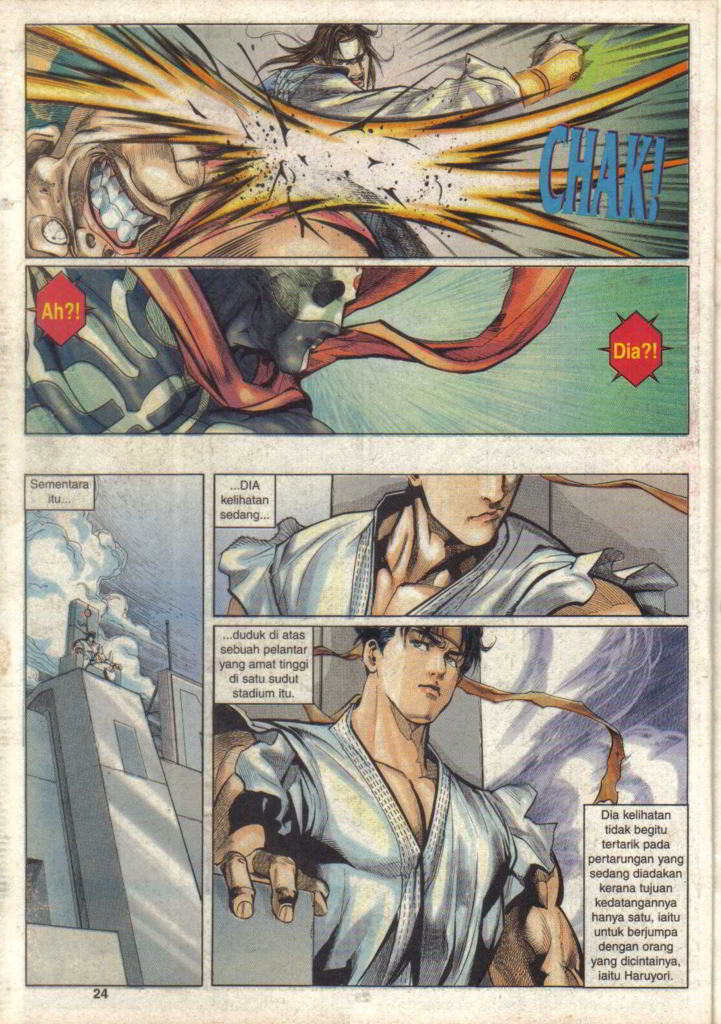 CHAK!
Ah?!
Dia?!
Sementara
itu...
...DIA
kelihatan
sedang...
...duduk di atas
sebuah pelantar
yang amat tinggi
di satu sudut
stadium itu.
Dia kelihatan
tidak begitu
tertarik pada
pertarungan yang
sedang diadakan
kerana tujuan
kedatangannya
hanya satu, iaitu
untuk berjumpa
dengan orang
yang dicintainya,
iaitu Haruyori.
24